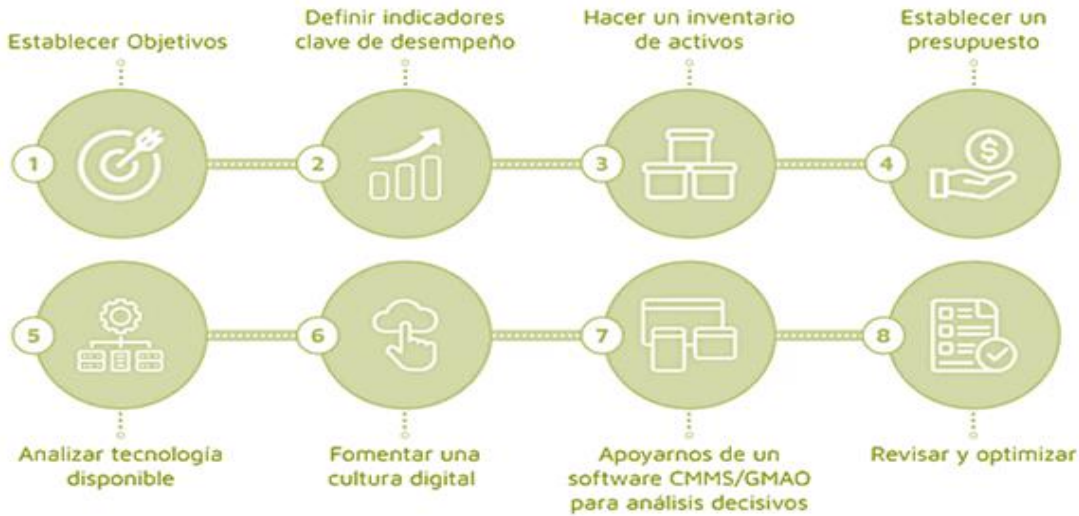 Establecer Objetivos
Definir indicadores
clave de desempeño
Hacer un inventario
de activos
Establecer un
presupuesto
1
2
3
4
$
5
6
7
8
Analizar tecnología
disponible
Fomentar una
cultura digital
Apoyarnos de un
software CMMS/GMAO
para análisis decisivos
Revisar y optimizar